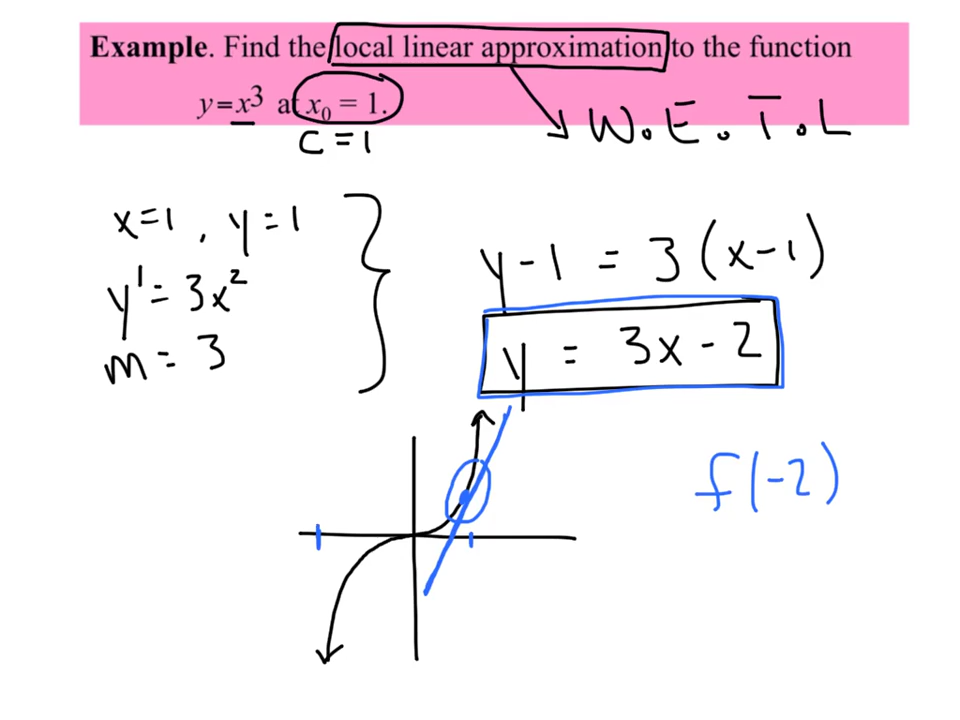 Example. Find the local linear approximation to the function
y=x³ at x₀ = 1.
W.E.T.L
C=1
x=1, y=1
y-1 = 3(x-1)
y' = 3x²
y = 3x-2
m = 3
f(-2)